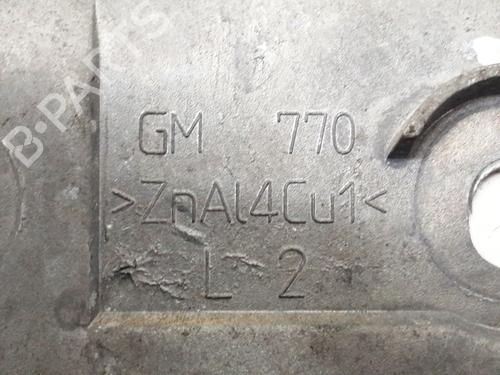 B-PARTS
GM 770
>ZnAl4Cu1<
L 2